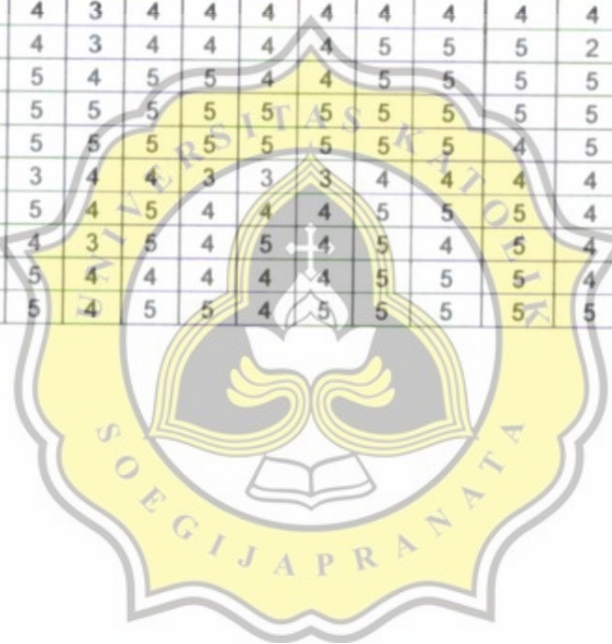 4 3 4 4 4 4 4 4 4 4
4 3 4 4 4 4 5 5 5 2
5 4 5 5 4 4 5 5 5 5
5 5 5 5 5 5 5 5 5 5
5 5 5 5 5 5 5 5 4 5
3 4 4 3 3 3 4 4 4 4
5 4 5 4 4 4 5 5 5 4
4 3 5 4 5 4 5 4 5 4
5 4 4 4 4 4 5 5 5 4
5 4 5 5 4 5 5 5 5 5
UNIVERSITAS KATOLIK
SOEGIJAPRANATA